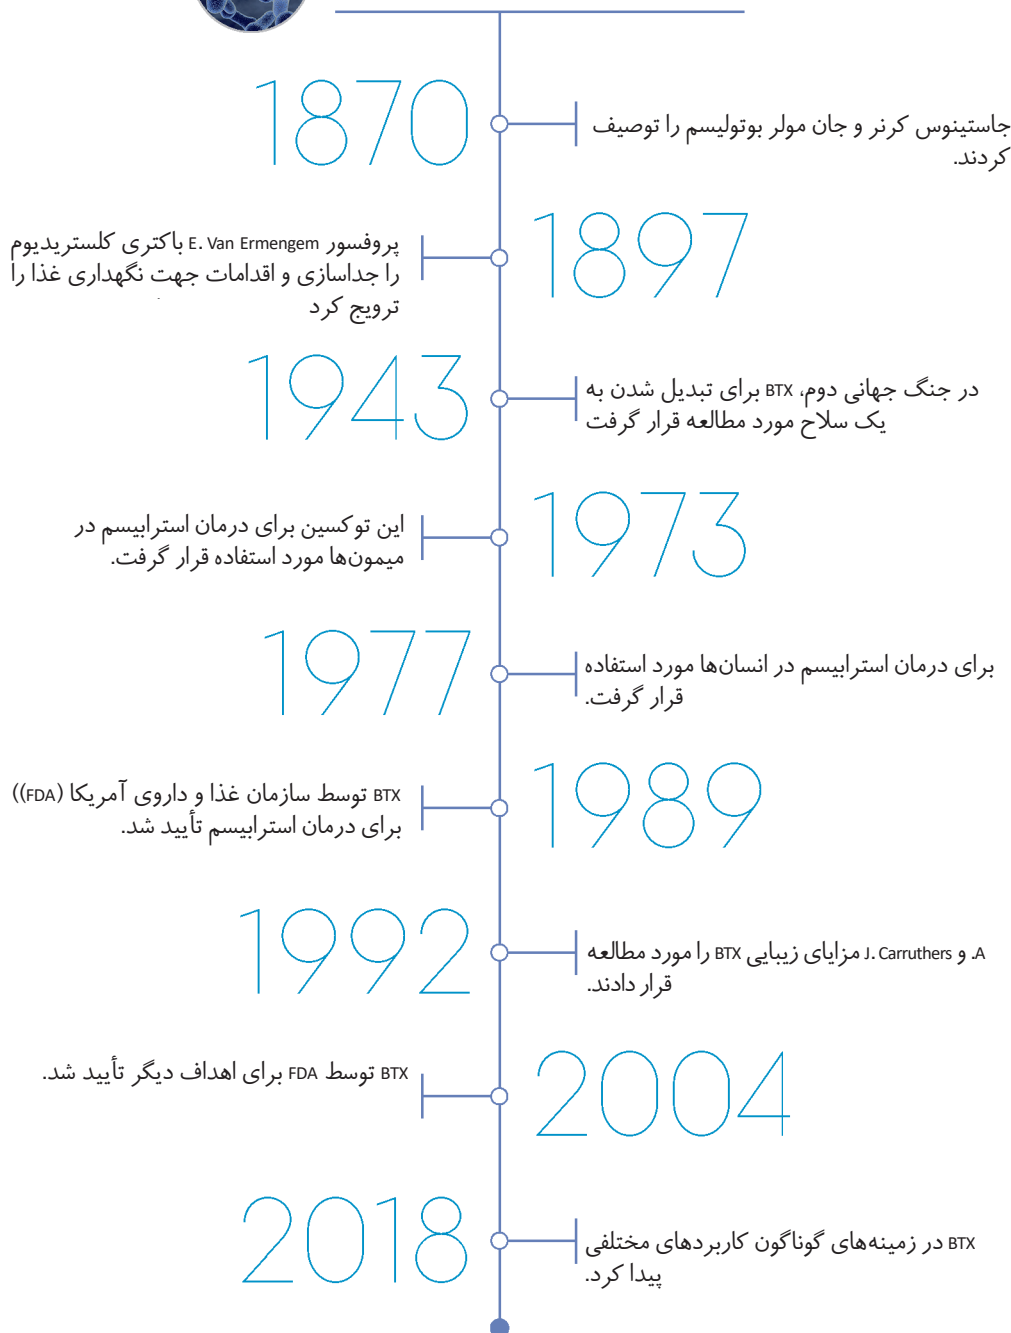 1870
جاستینوس کرنر و جان مولر بوتولیسم را توصیف
کردند.
1897
پروفسور E. Van Ermengem باکتری کلستریدیوم
را جداسازی و اقدامات جهت نگهداری غذا را
ترویج کرد
1943
در جنگ جهانی دوم، BTX برای تبدیل شدن به
یک سلاح مورد مطالعه قرار گرفت
1973
این توکسین برای درمان استرابیسم در
میمون‌ها مورد استفاده قرار گرفت.
1977
برای درمان استرابیسم در انسان‌ها مورد استفاده
قرار گرفت.
1989
BTX توسط سازمان غذا و داروی آمریکا (FDA))
برای درمان استرابیسم تأیید شد.
1992
A. و J. Carruthers مزایای زیبایی BTX را مورد مطالعه
قرار دادند.
2004
BTX توسط FDA برای اهداف دیگر تأیید شد.
2018
BTX در زمینه‌های گوناگون کاربردهای مختلفی
پیدا کرد.